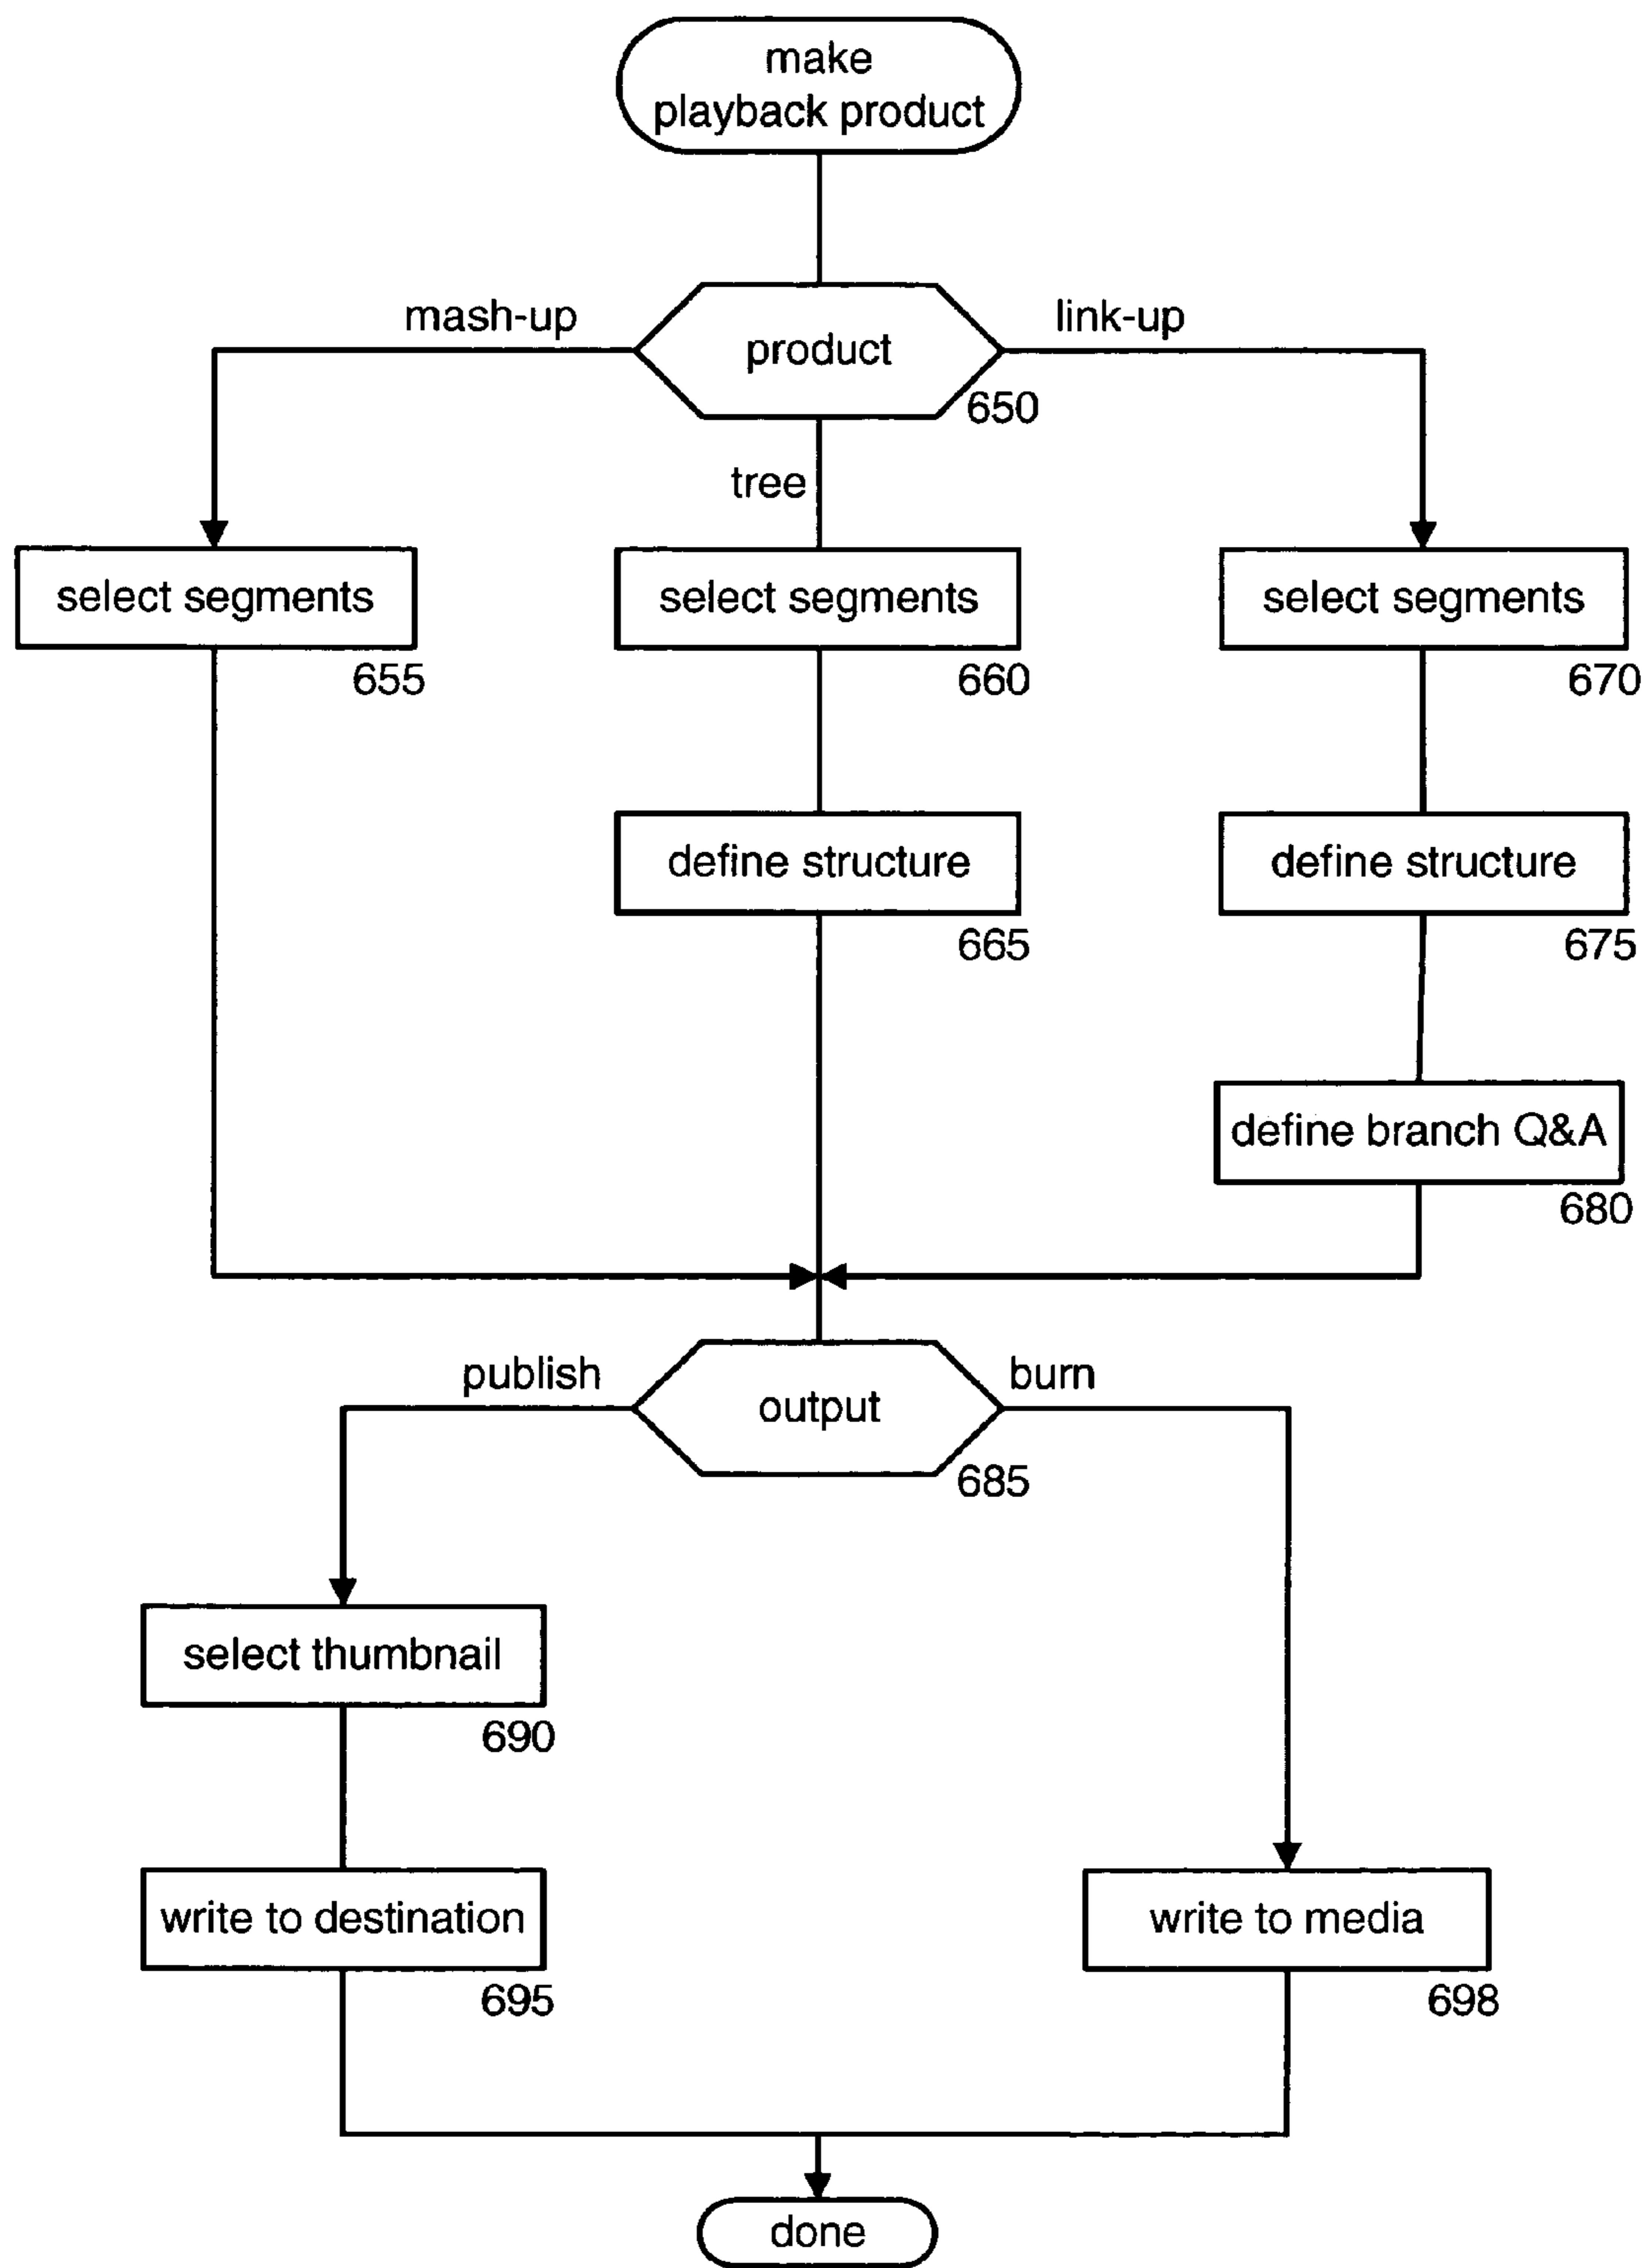 make
playback product
mash-up
link-up
product
650
tree
select segments
select segments
select segments
655
660
670
define structure
define structure
665
675
define branch Q&A
680
publish
burn
output
685
select thumbnail
690
write to destination
write to media
695
698
done